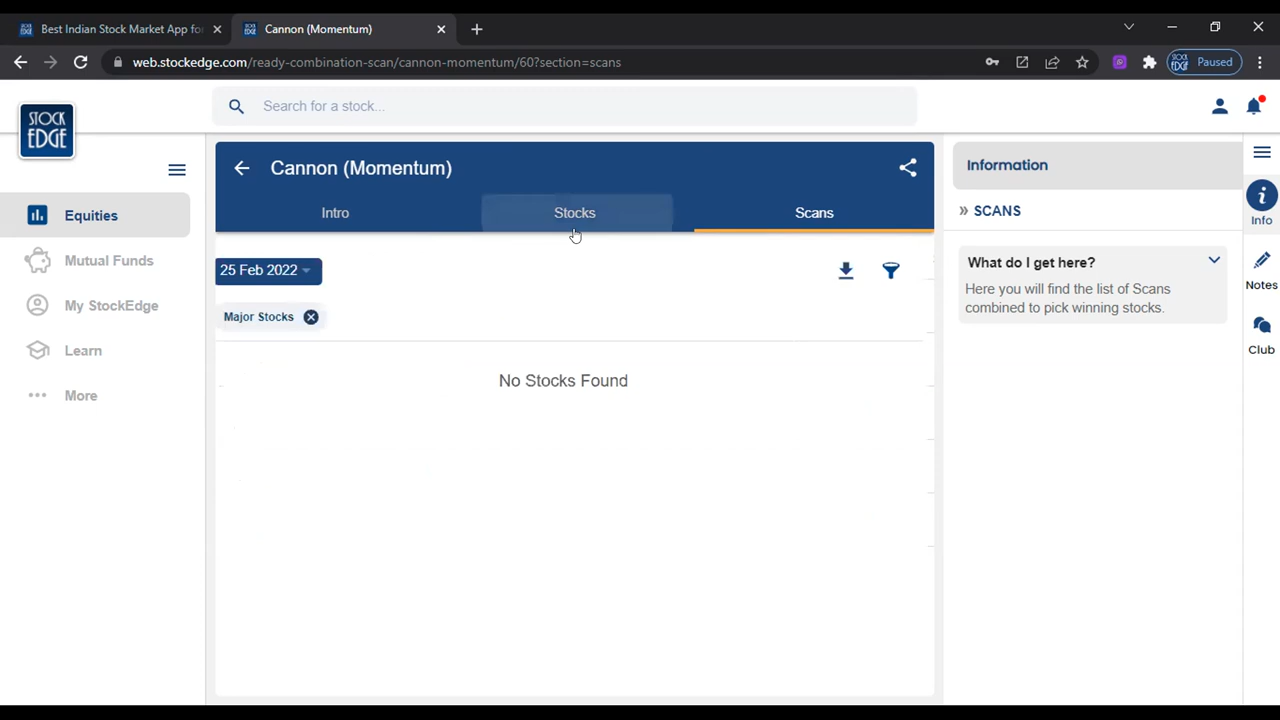 Best Indian Stock Market App for
Cannon (Momentum)
web.stockedge.com/ready-combination-scan/cannon-momentum/60?section=scans
STOCK EDGE
Paused
STOCK
EDGE
Search for a stock...
Equities
Mutual Funds
My StockEdge
Learn
More
Cannon (Momentum)
Intro
Stocks
Scans
25 Feb 2022
Major Stocks
No Stocks Found
Information
» SCANS
What do I get here?
Here you will find the list of Scans
combined to pick winning stocks.
Info
Notes
Club